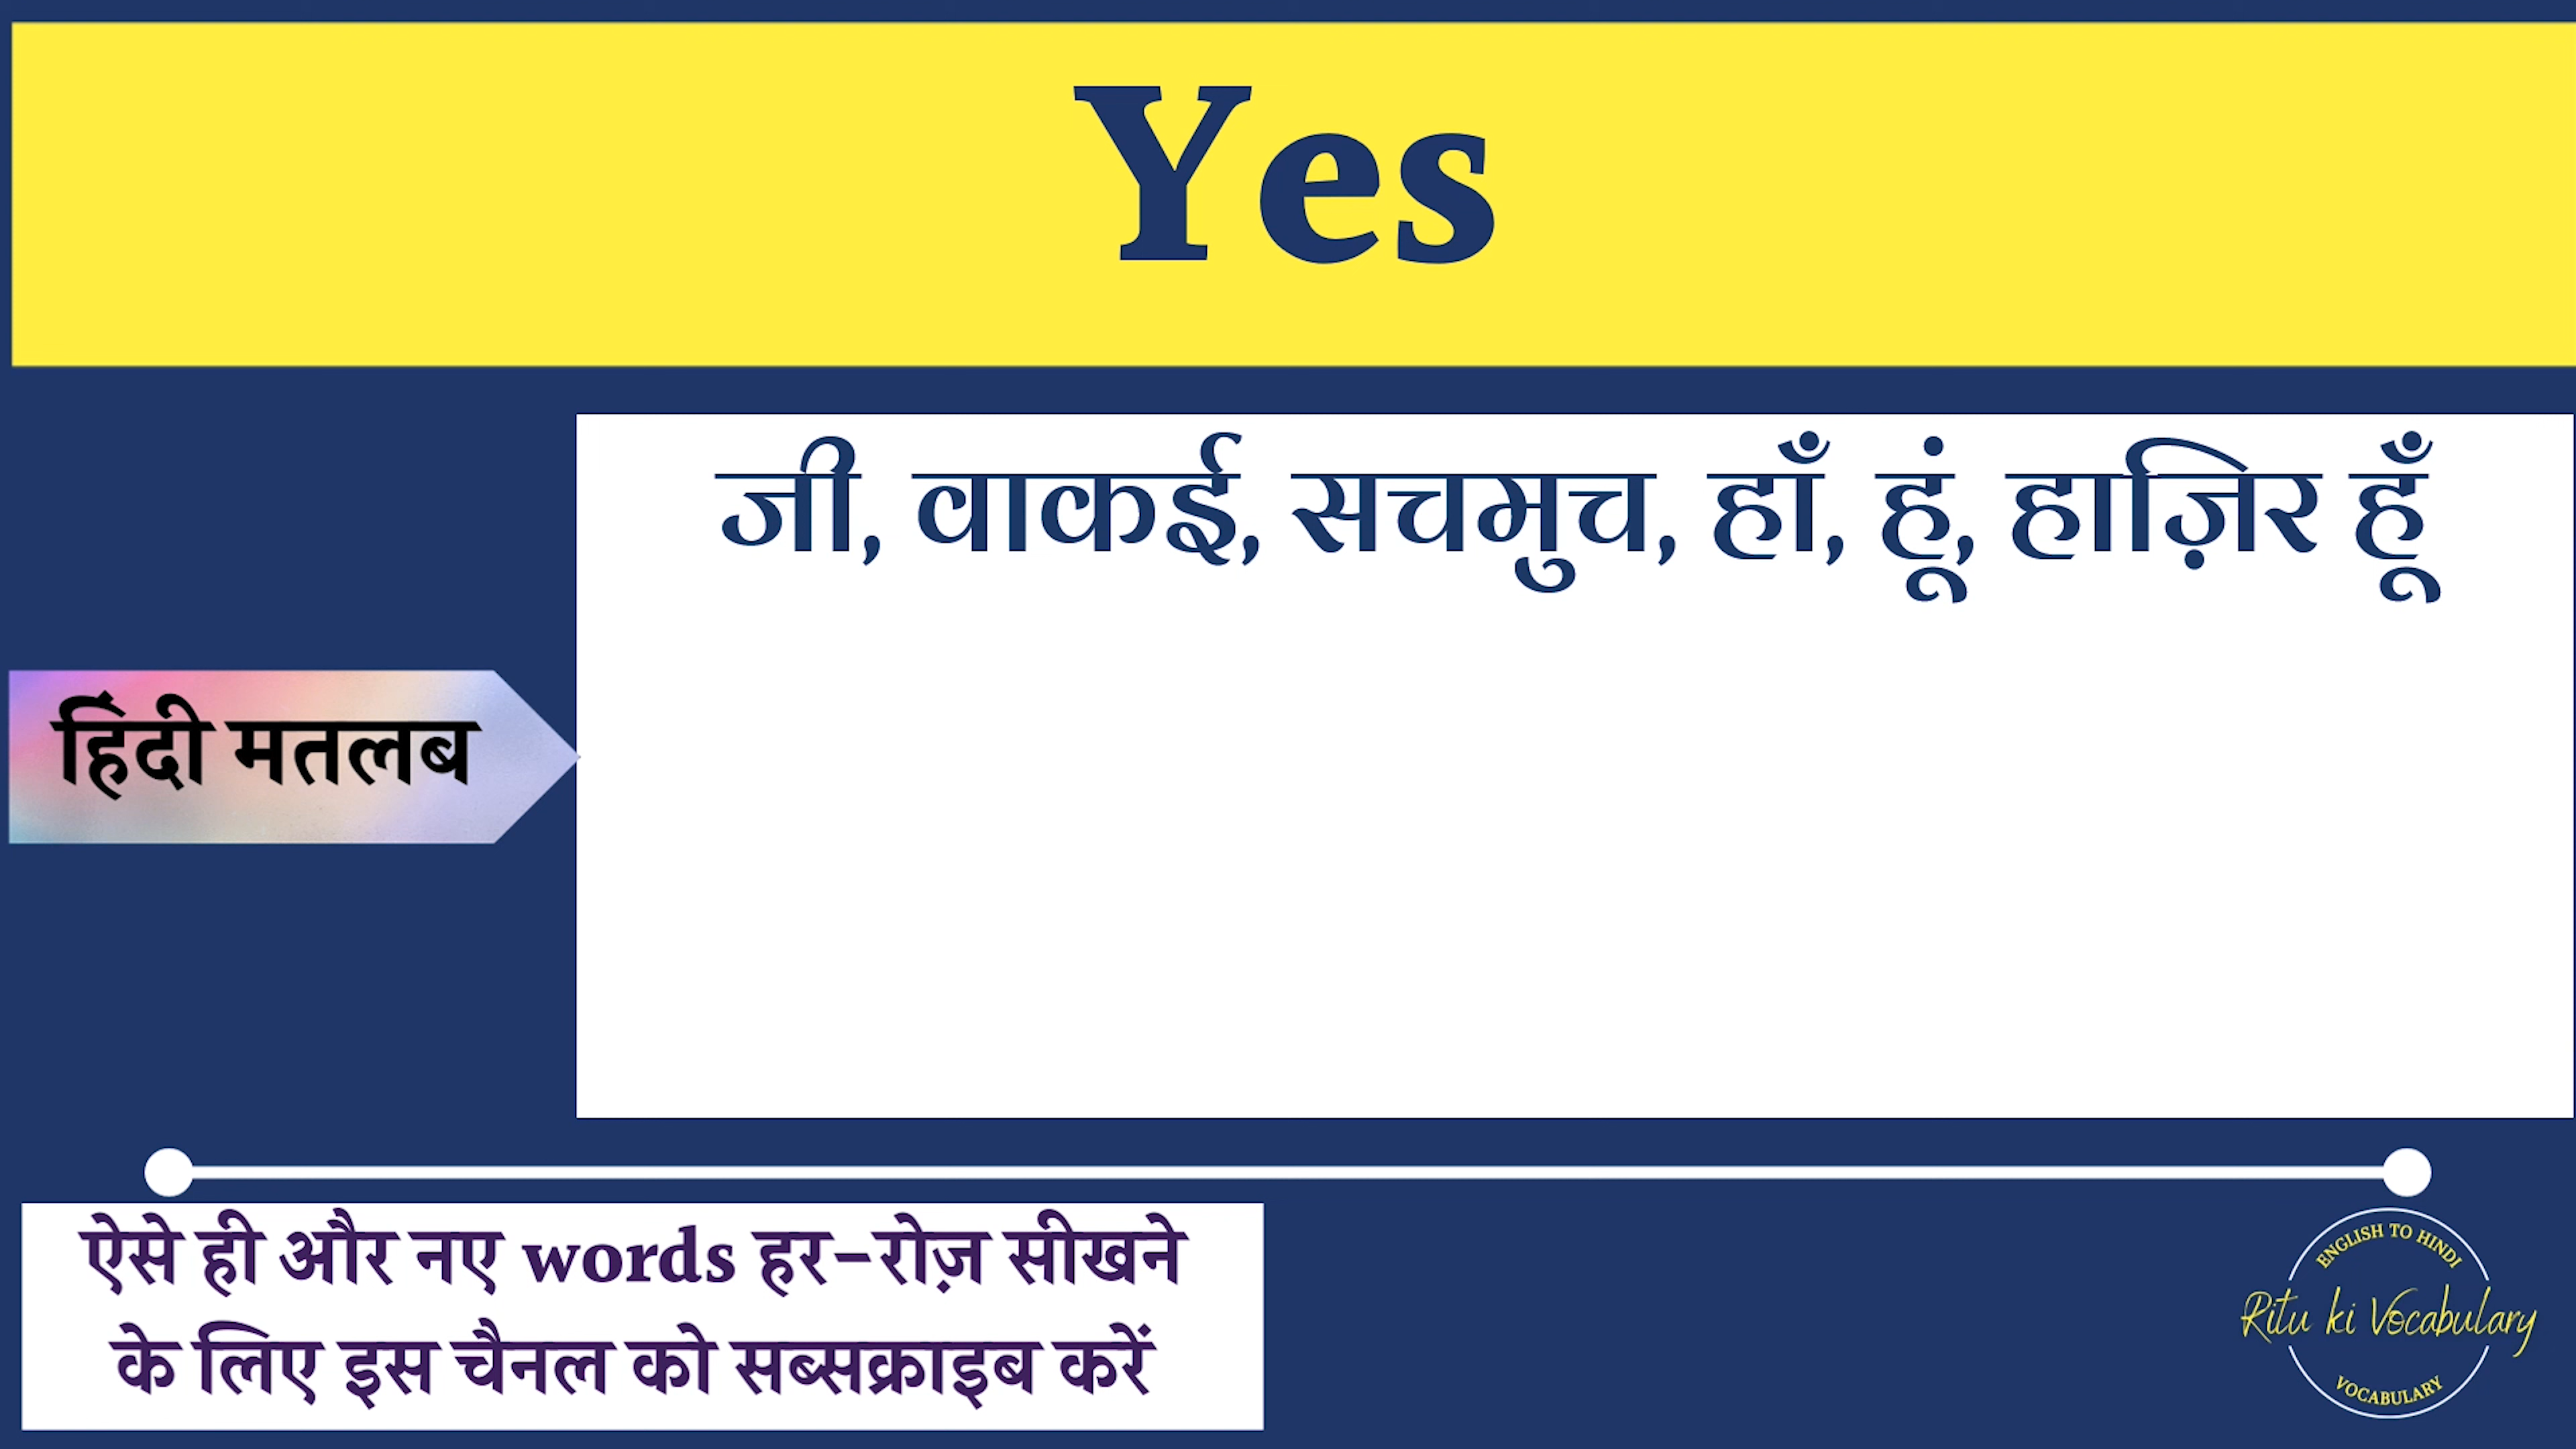 Yes
जी, वाकई, सचमुच, हाँ, हूं, हाज़िर हूँ
हिंदी मतलब
ऐसे ही और नए words हर-रोज़ सीखने
के लिए इस चैनल को सब्सक्राइब करें
ENGLISH TO HINDI
Ritu ki Vocabulary
VOCABULARY